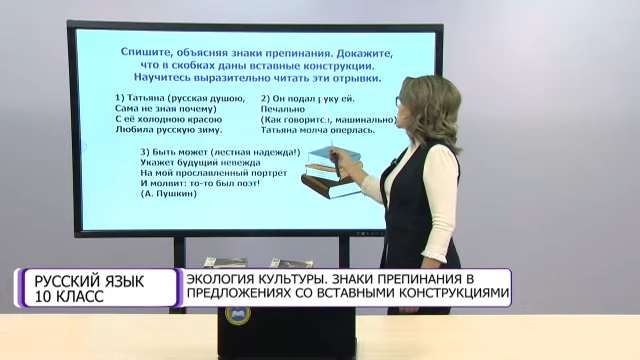 Спишите, объясняя знаки препинания. Докажите,
что в скобках даны вставные конструкции.
Научитесь выразительно читать эти отрывки.
1) Татьяна (русская душою,
Сама не зная почему)
С её холодною красою
Любила русскую зиму.
2) Он подал руку ей.
Печально
(Как говорится, машинально)
Татьяна молча оперлась.
3) Быть может (лестная надежда!)
Укажет будущий невежда
На мой прославленный портрет
И молвит: то-то был поэт!
(А. Пушкин)
РУССКИЙ ЯЗЫК
10 КЛАСС
ЭКОЛОГИЯ КУЛЬТУРЫ. ЗНАКИ ПРЕПИНАНИЯ В
ПРЕДЛОЖЕНИЯХ СО ВСТАВНЫМИ КОНСТРУКЦИЯМИ